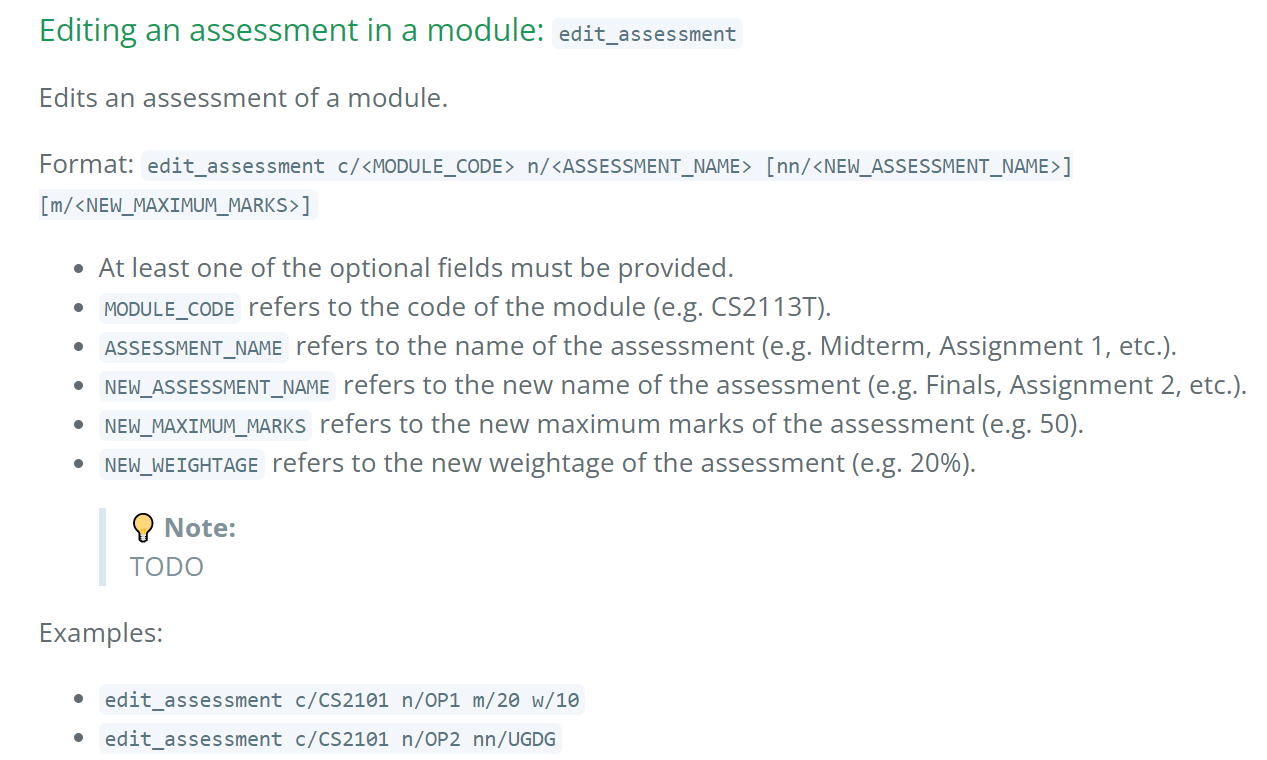 Editing an assessment in a module: edit_assessment
Edits an assessment of a module.
Format: edit_assessment c/<MODULE_CODE> n/<ASSESSMENT_NAME> [nn/<NEW_ASSESSMENT_NAME>]
[m/<NEW_MAXIMUM_MARKS>]
At least one of the optional fields must be provided.
MODULE_CODE refers to the code of the module (e.g. CS2113T).
ASSESSMENT_NAME refers to the name of the assessment (e.g. Midterm, Assignment 1, etc.).
NEW_ASSESSMENT_NAME refers to the new name of the assessment (e.g. Finals, Assignment 2, etc.).
NEW_MAXIMUM_MARKS refers to the new maximum marks of the assessment (e.g. 50).
NEW_WEIGHTAGE refers to the new weightage of the assessment (e.g. 20%).
Note:
TODO
Examples:
edit_assessment c/CS2101 n/OP1 m/20 w/10
edit_assessment c/CS2101 n/OP2 nn/UGDG